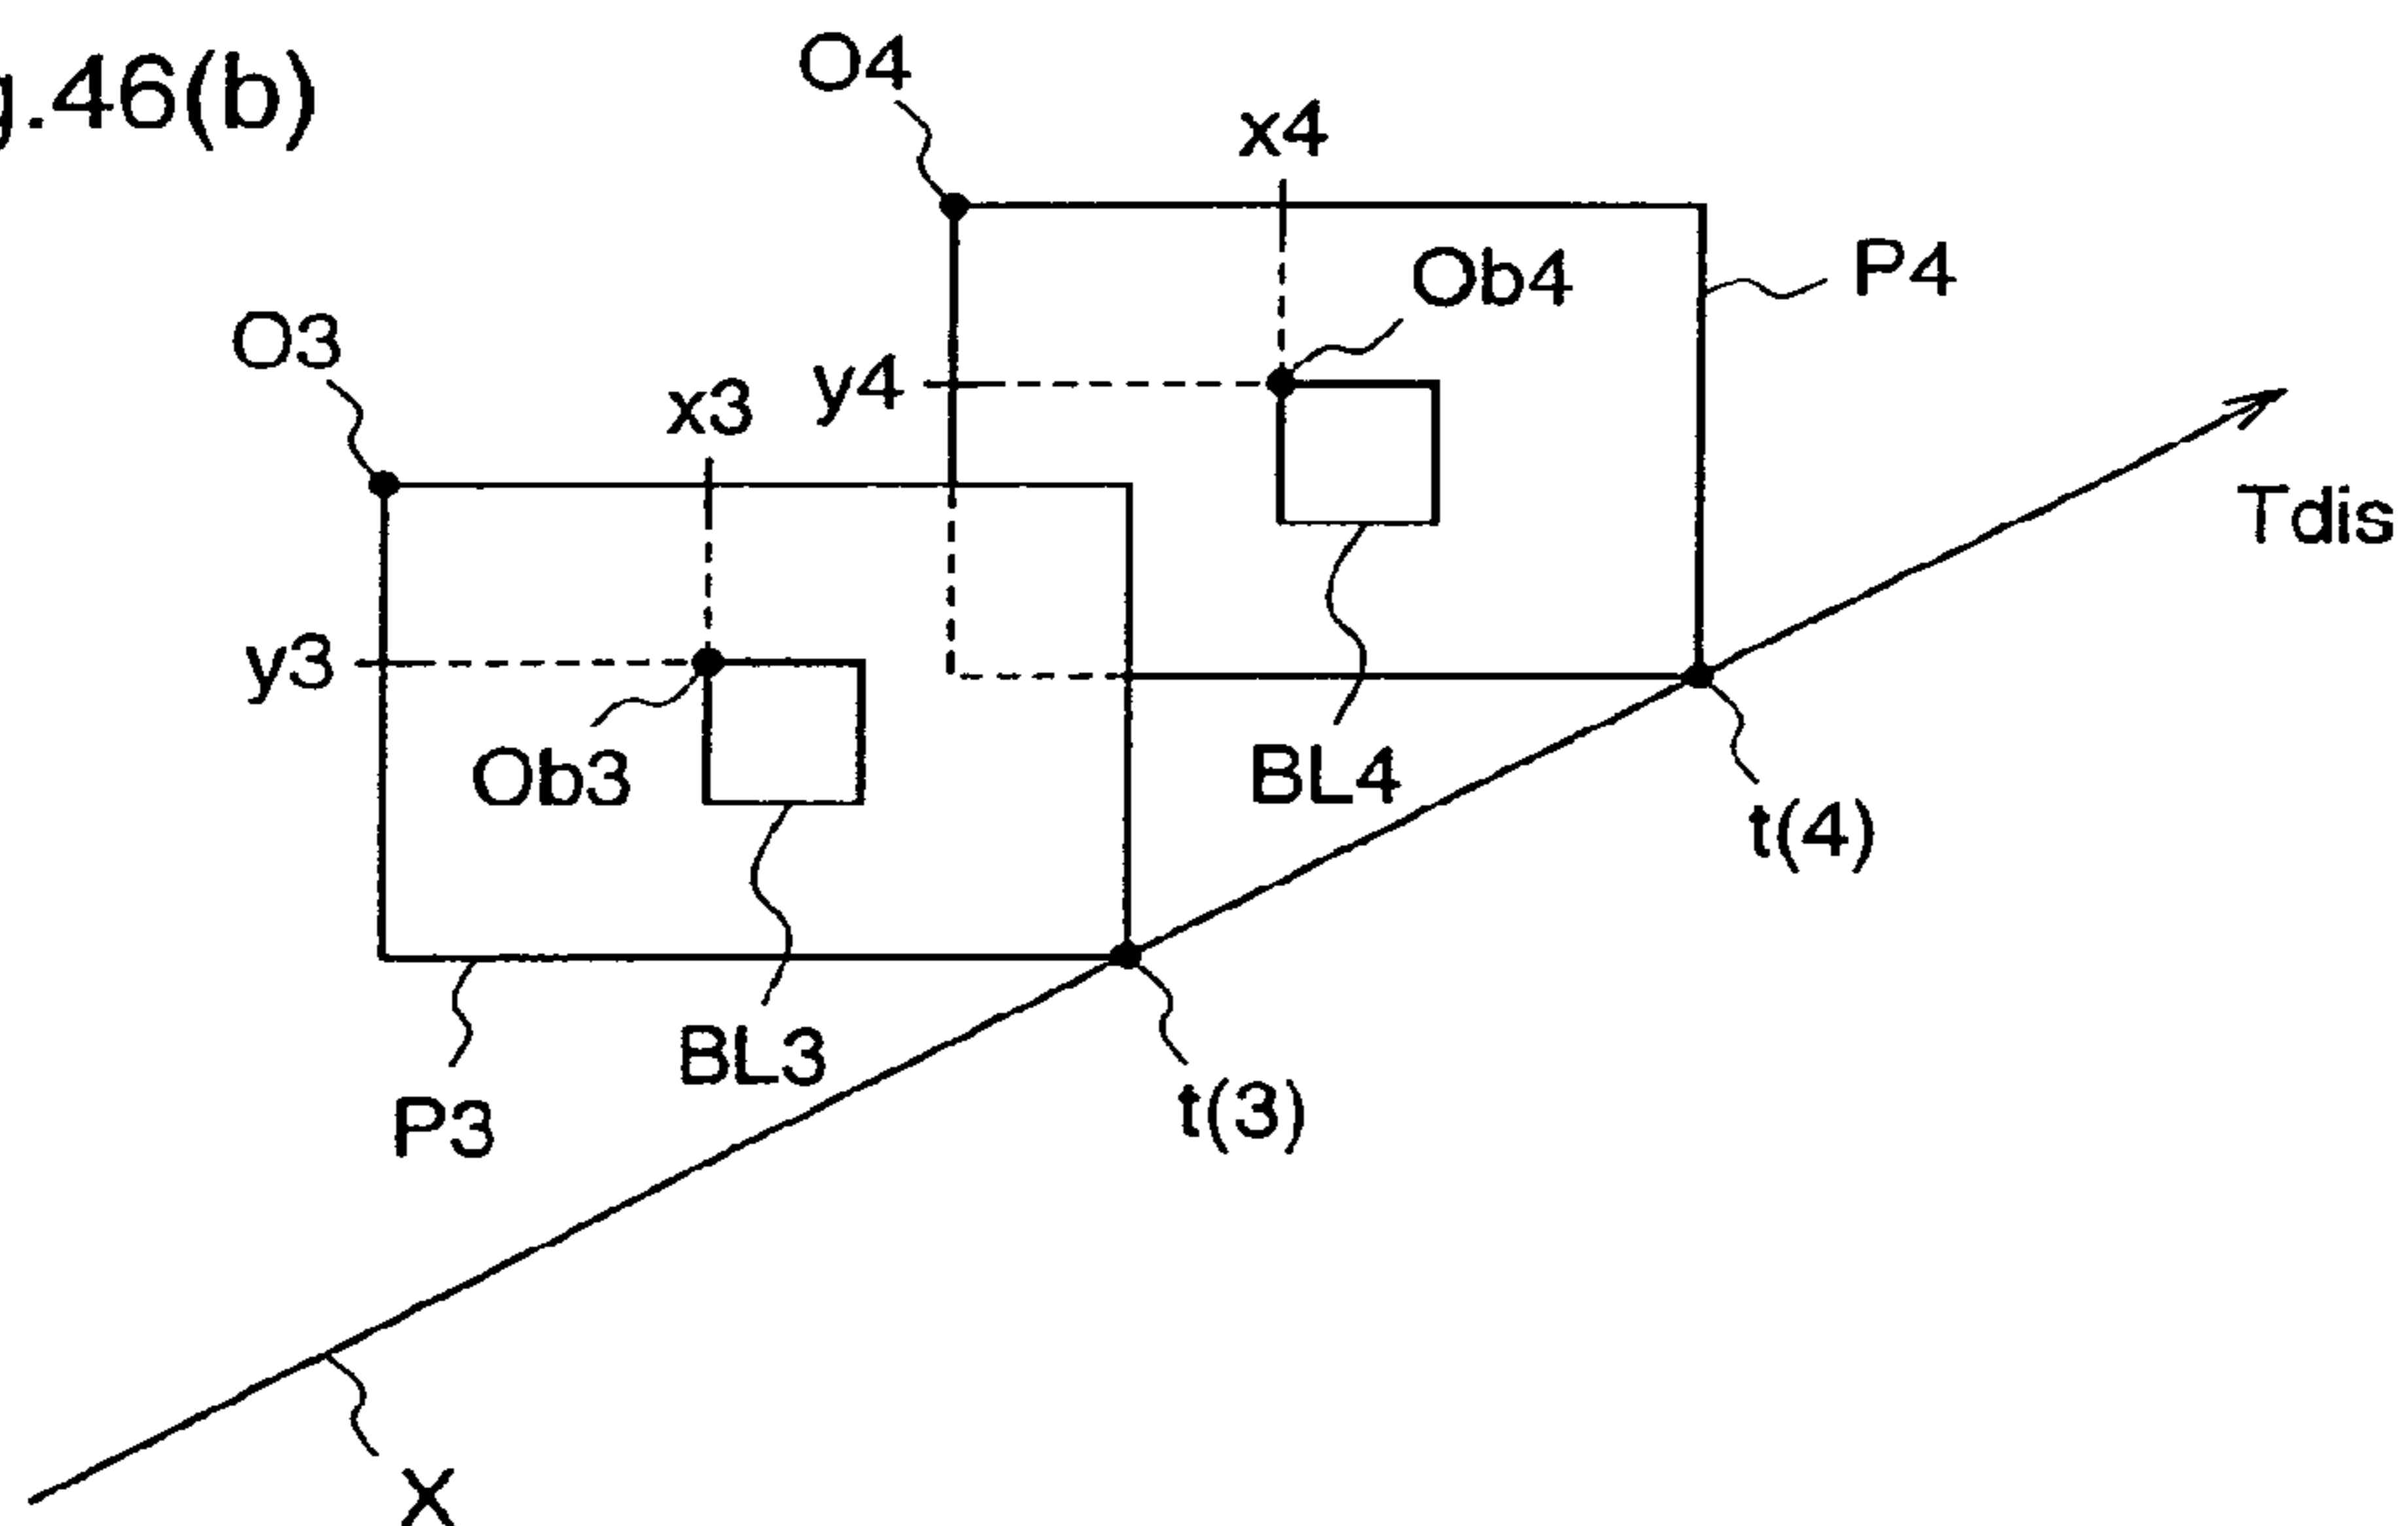 g.46(b)
O4
x4
P4
Ob4
O3
x3
y4
Tdis
y3
Ob3
BL4
t(4)
BL3
t(3)
P3
X